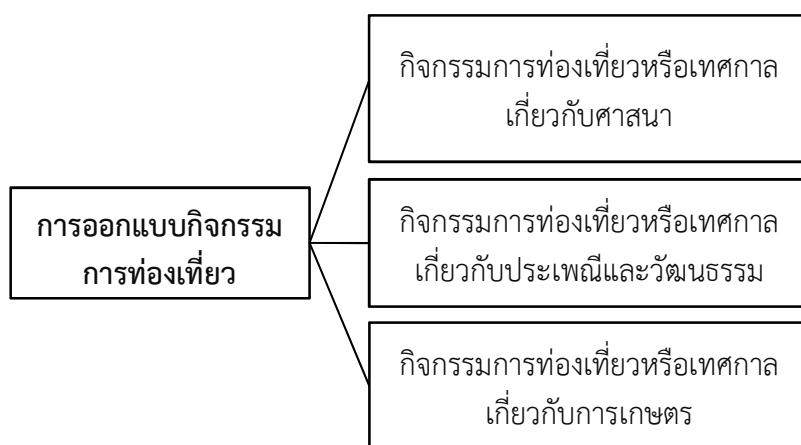 กิจกรรมการท่องเที่ยวหรือเทศกาล
เกี่ยวกับศาสนา
การออกแบบกิจกรรม
การท่องเที่ยว
กิจกรรมการท่องเที่ยวหรือเทศกาล
เกี่ยวกับประเพณีและวัฒนธรรม
กิจกรรมการท่องเที่ยวหรือเทศกาล
เกี่ยวกับการเกษตร